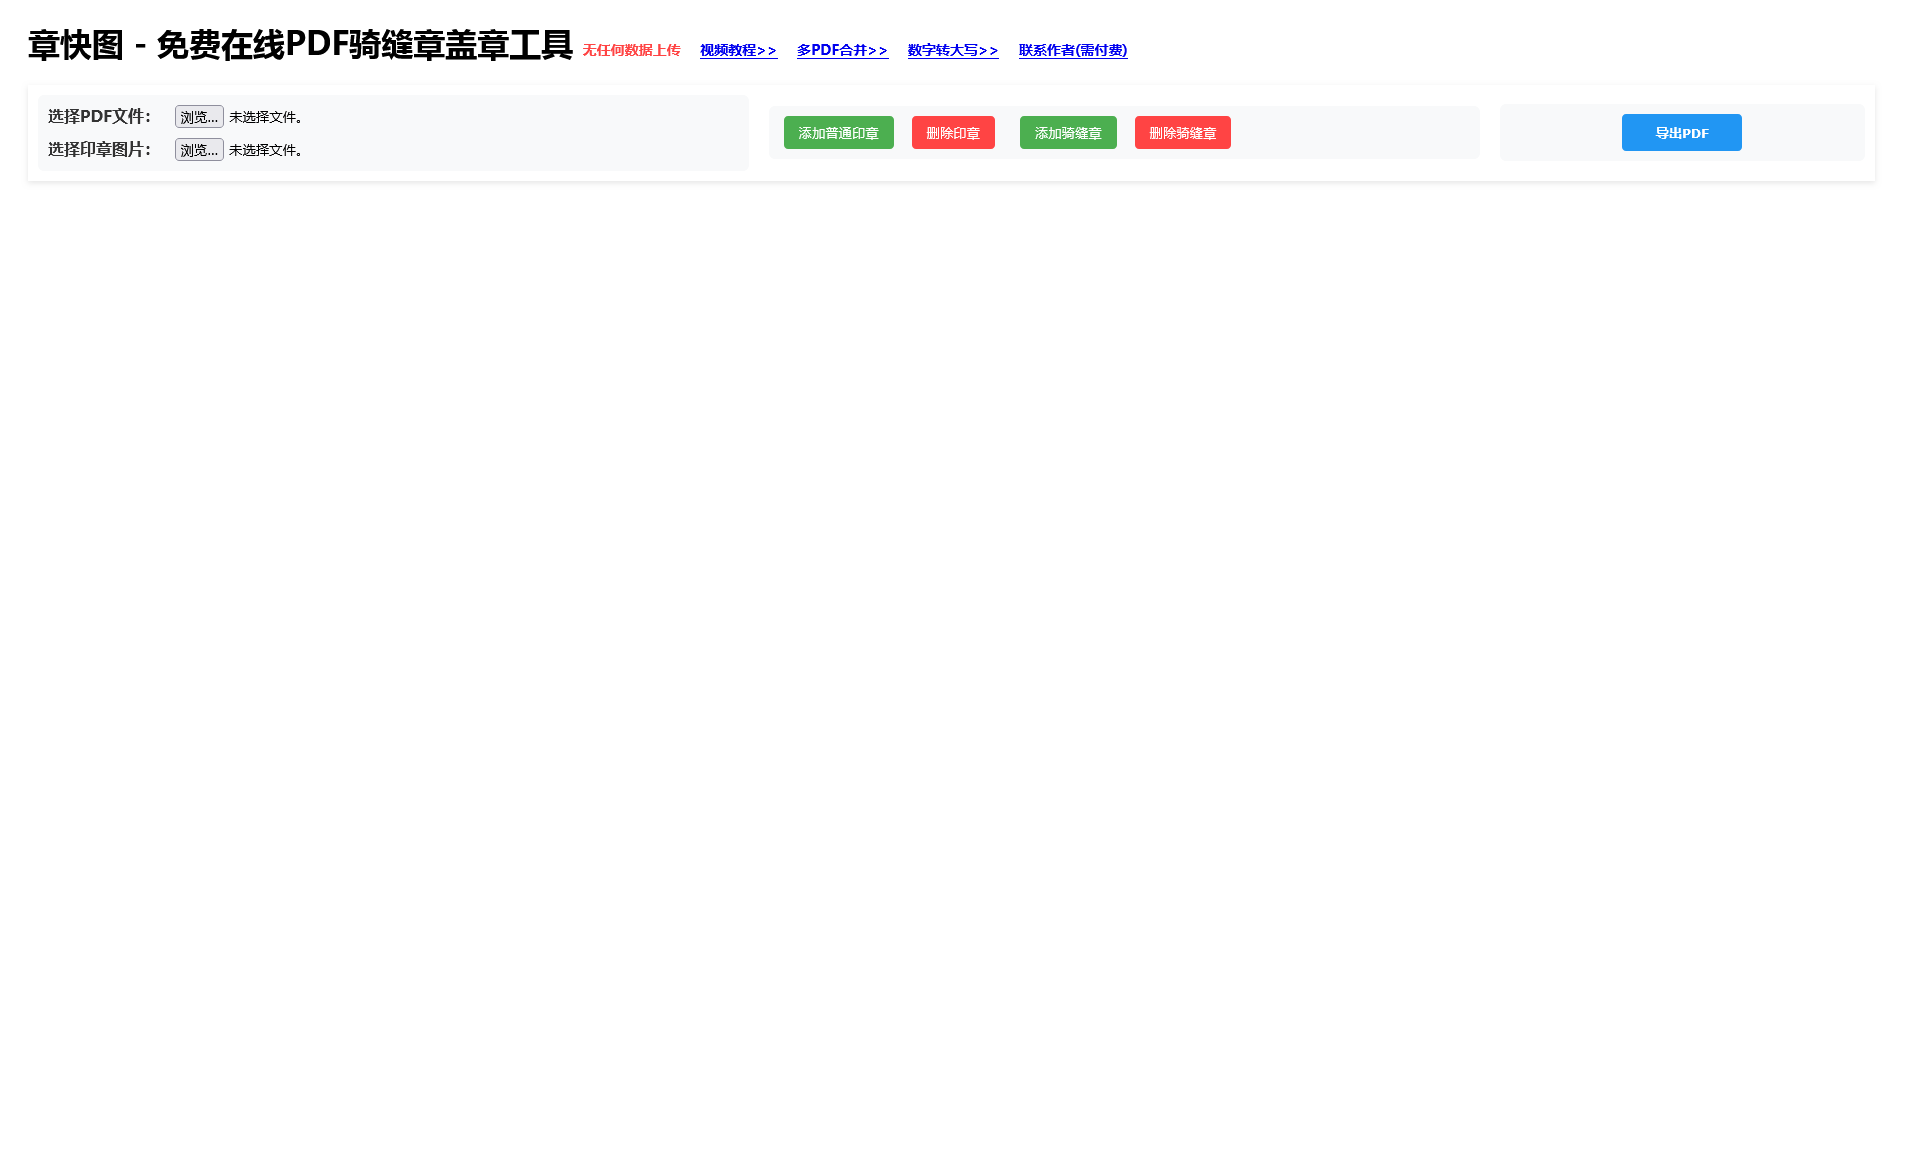 章快图 - 免费在线PDF骑缝章盖章工具 无任何数据上传 视频教程>> 多PDF合并>> 数字转大写>> 联系作者(需付费)
选择PDF文件： 浏览… 未选择文件。
选择印章图片： 浏览… 未选择文件。
添加普通印章 删除印章 添加骑缝章 删除骑缝章
导出PDF